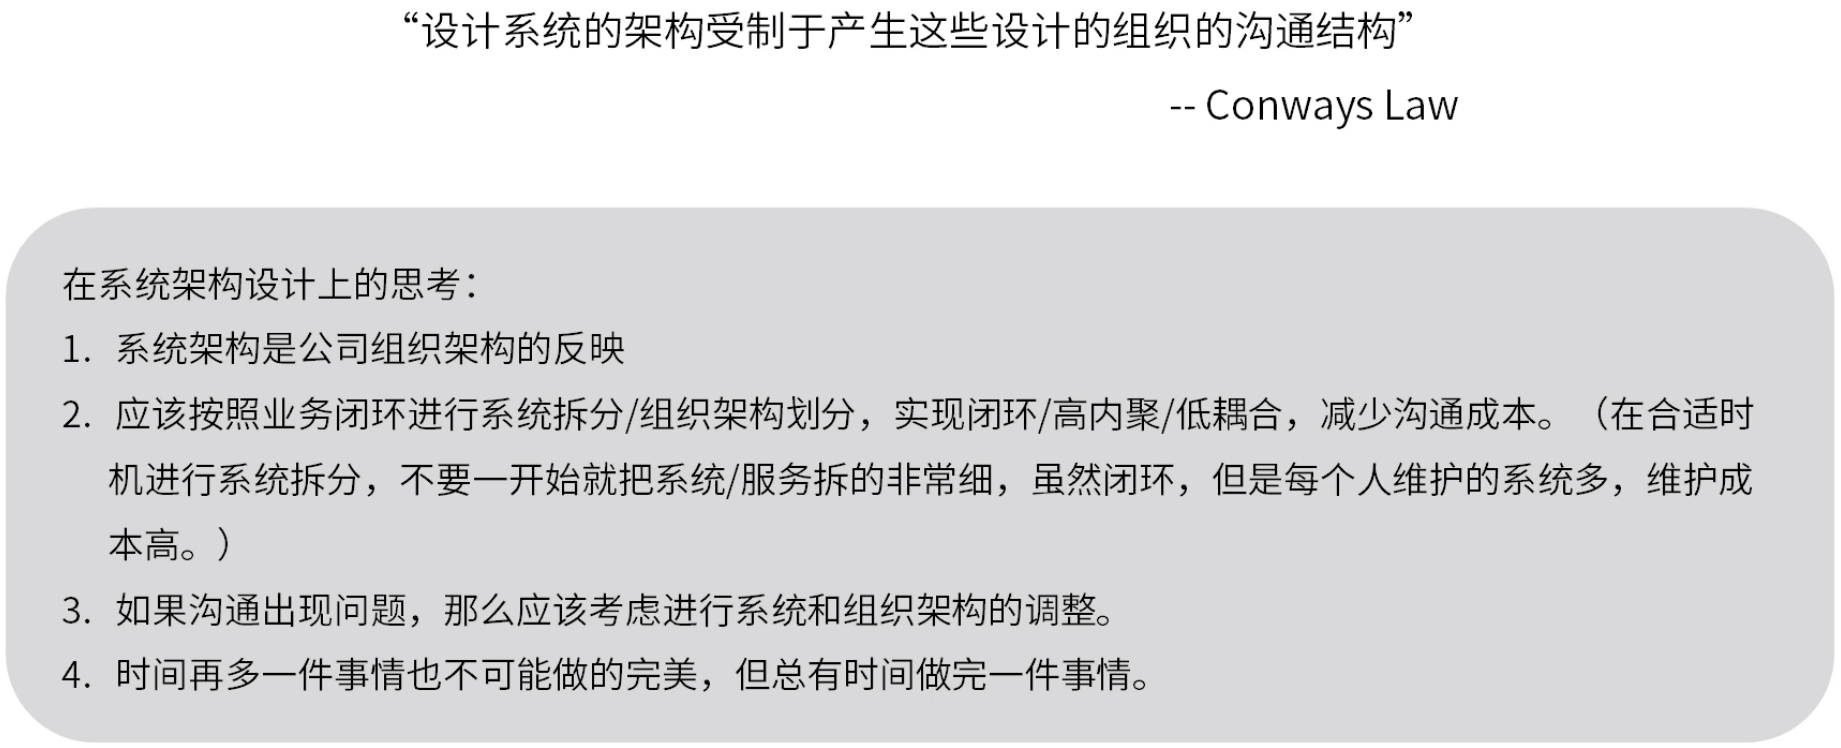 “设计系统的架构受制于产生这些设计的组织的沟通结构”
-- Conways Law
在系统架构设计上的思考：
1. 系统架构是公司组织架构的反映
2. 应该按照业务闭环进行系统拆分/组织架构划分，实现闭环/高内聚/低耦合，减少沟通成本。（在合适时
机进行系统拆分，不要一开始就把系统/服务拆的非常细，虽然闭环，但是每个人维护的系统多，维护成
本高。）
3. 如果沟通出现问题，那么应该考虑进行系统和组织架构的调整。
4. 时间再多一件事情也不可能做的完美，但总有时间做完一件事情。